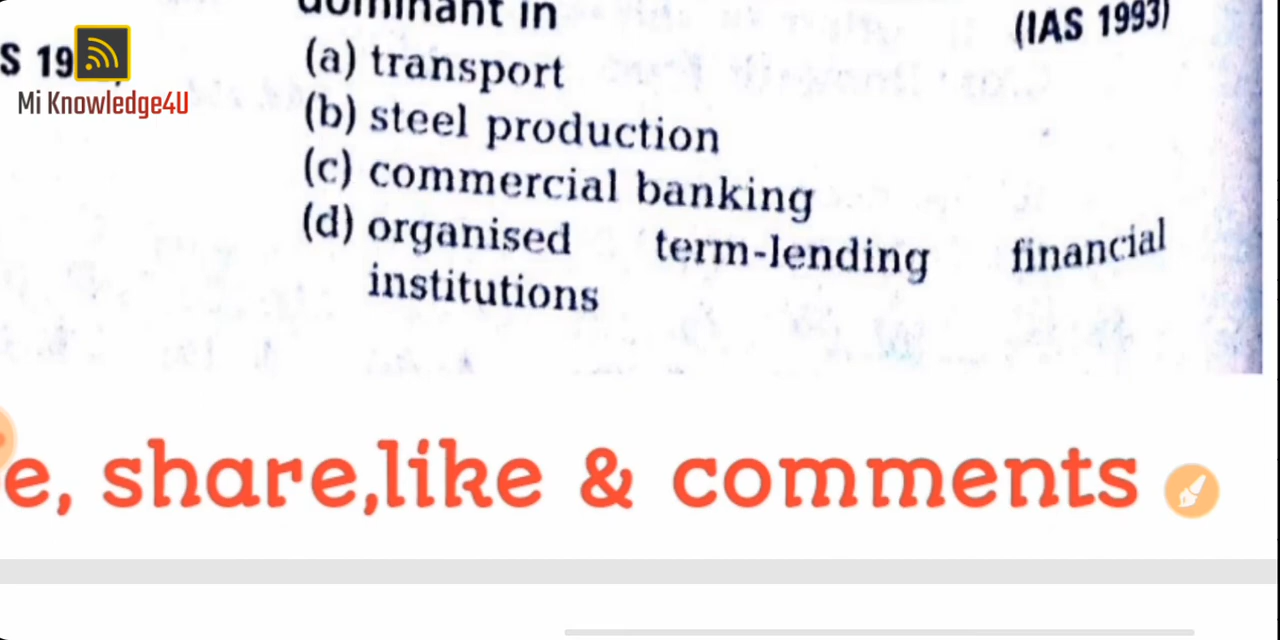 dominant in
(IAS 1993)
S 19
Mi Knowledge4U
(a) transport
(b) steel production
(c) commercial banking
(d) organised term-lending financial
institutions
e, share,like & comments